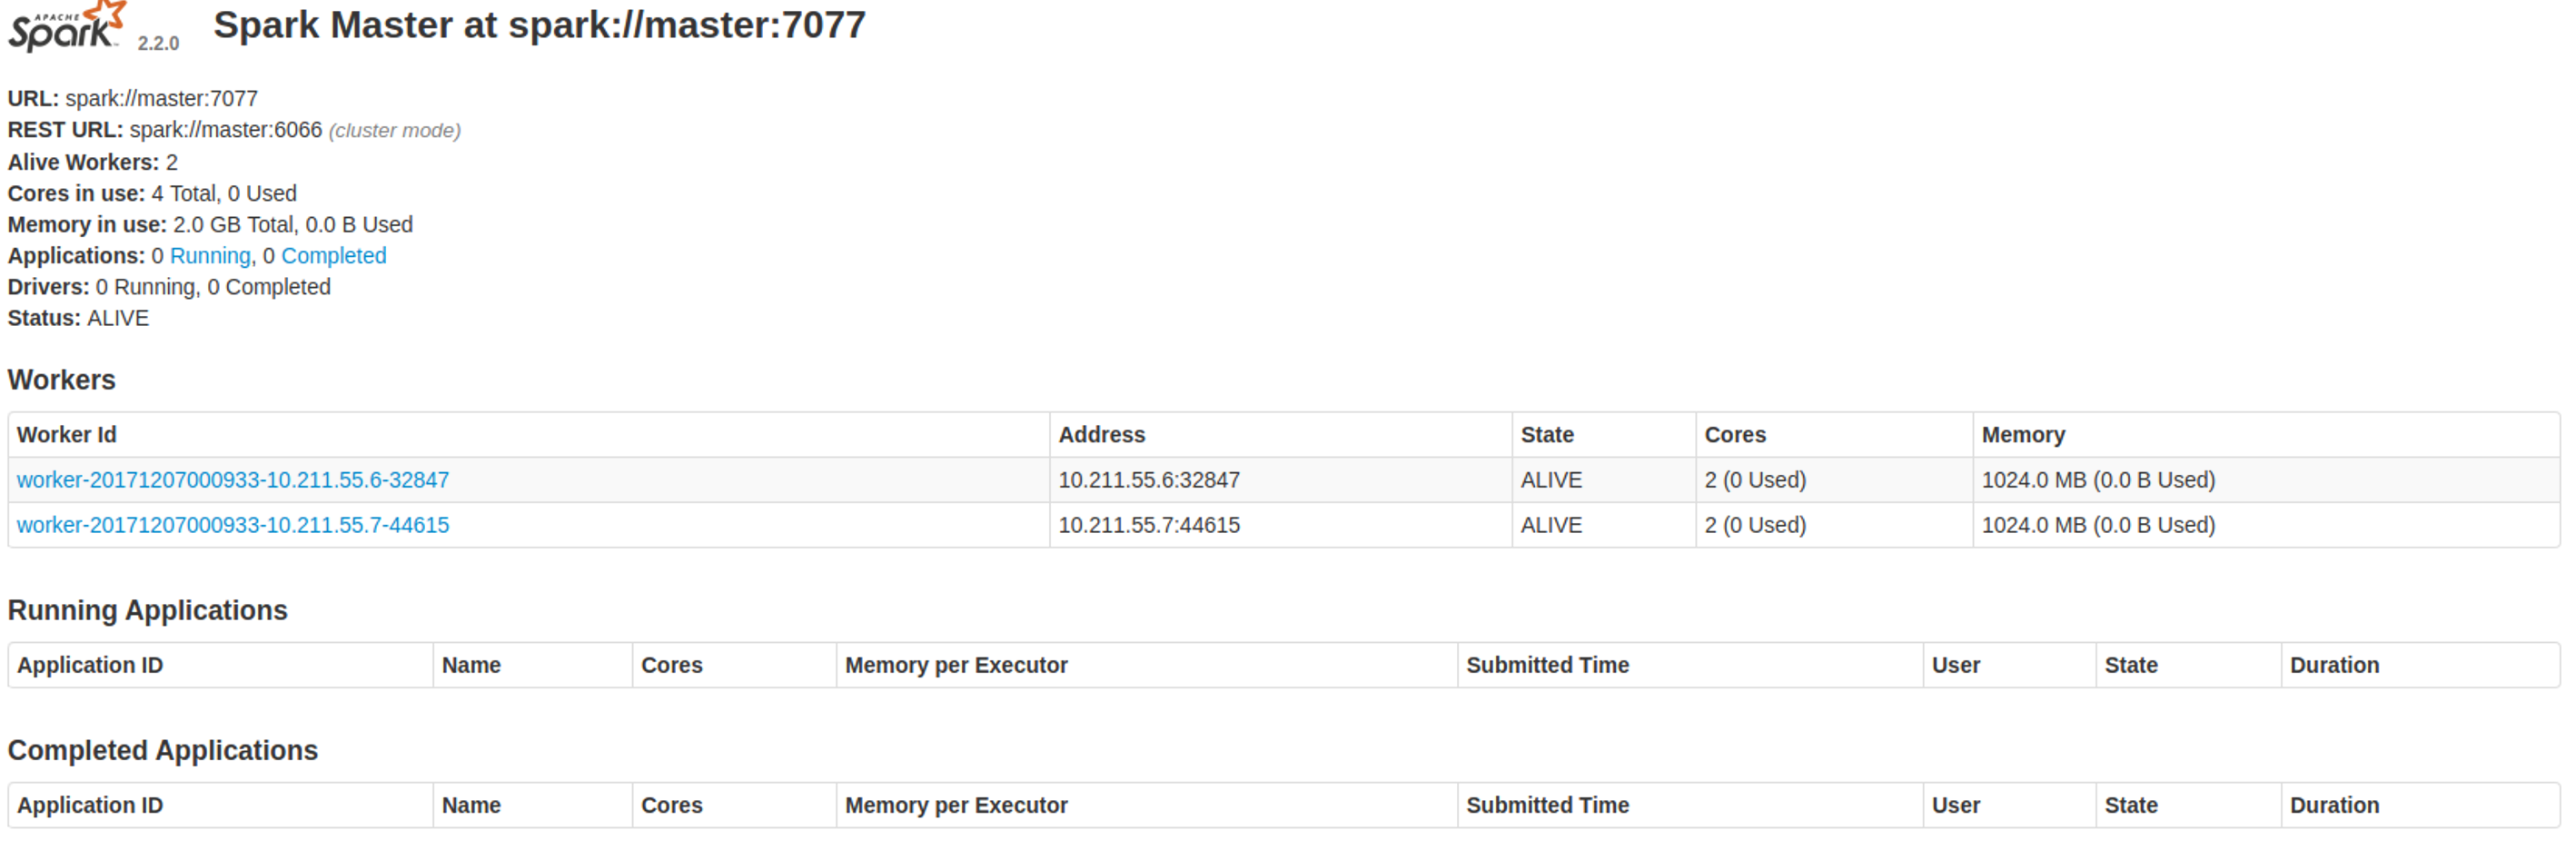 APACHE
Spark 2.2.0 Spark Master at spark://master:7077
URL: spark://master:7077
REST URL: spark://master:6066 (cluster mode)
Alive Workers: 2
Cores in use: 4 Total, 0 Used
Memory in use: 2.0 GB Total, 0.0 B Used
Applications: 0 Running, 0 Completed
Drivers: 0 Running, 0 Completed
Status: ALIVE
Workers
Worker Id Address State Cores Memory
worker-20171207000933-10.211.55.6-32847 10.211.55.6:32847 ALIVE 2 (0 Used) 1024.0 MB (0.0 B Used)
worker-20171207000933-10.211.55.7-44615 10.211.55.7:44615 ALIVE 2 (0 Used) 1024.0 MB (0.0 B Used)
Running Applications
Application ID Name Cores Memory per Executor Submitted Time User State Duration
Completed Applications
Application ID Name Cores Memory per Executor Submitted Time User State Duration